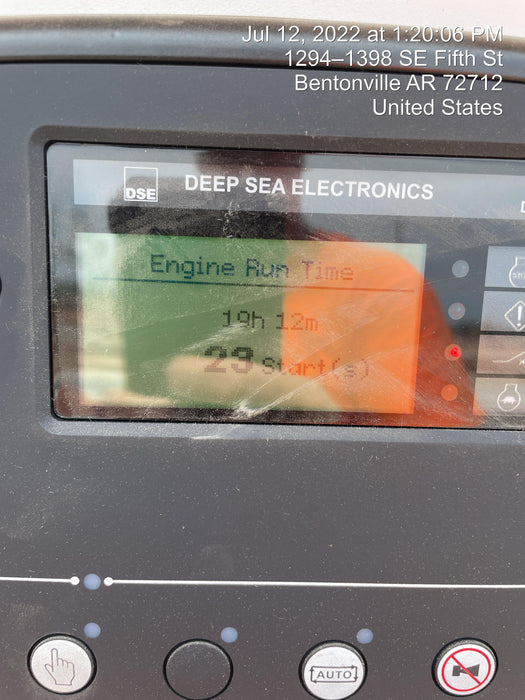 Jul 12, 2022 at 1:20:06 PM
1294–1398 SE Fifth St
Bentonville AR 72712
United States
DSE DEEP SEA ELECTRONICS
Engine Run Time
19h 12m
29 Start(s)
AUTO